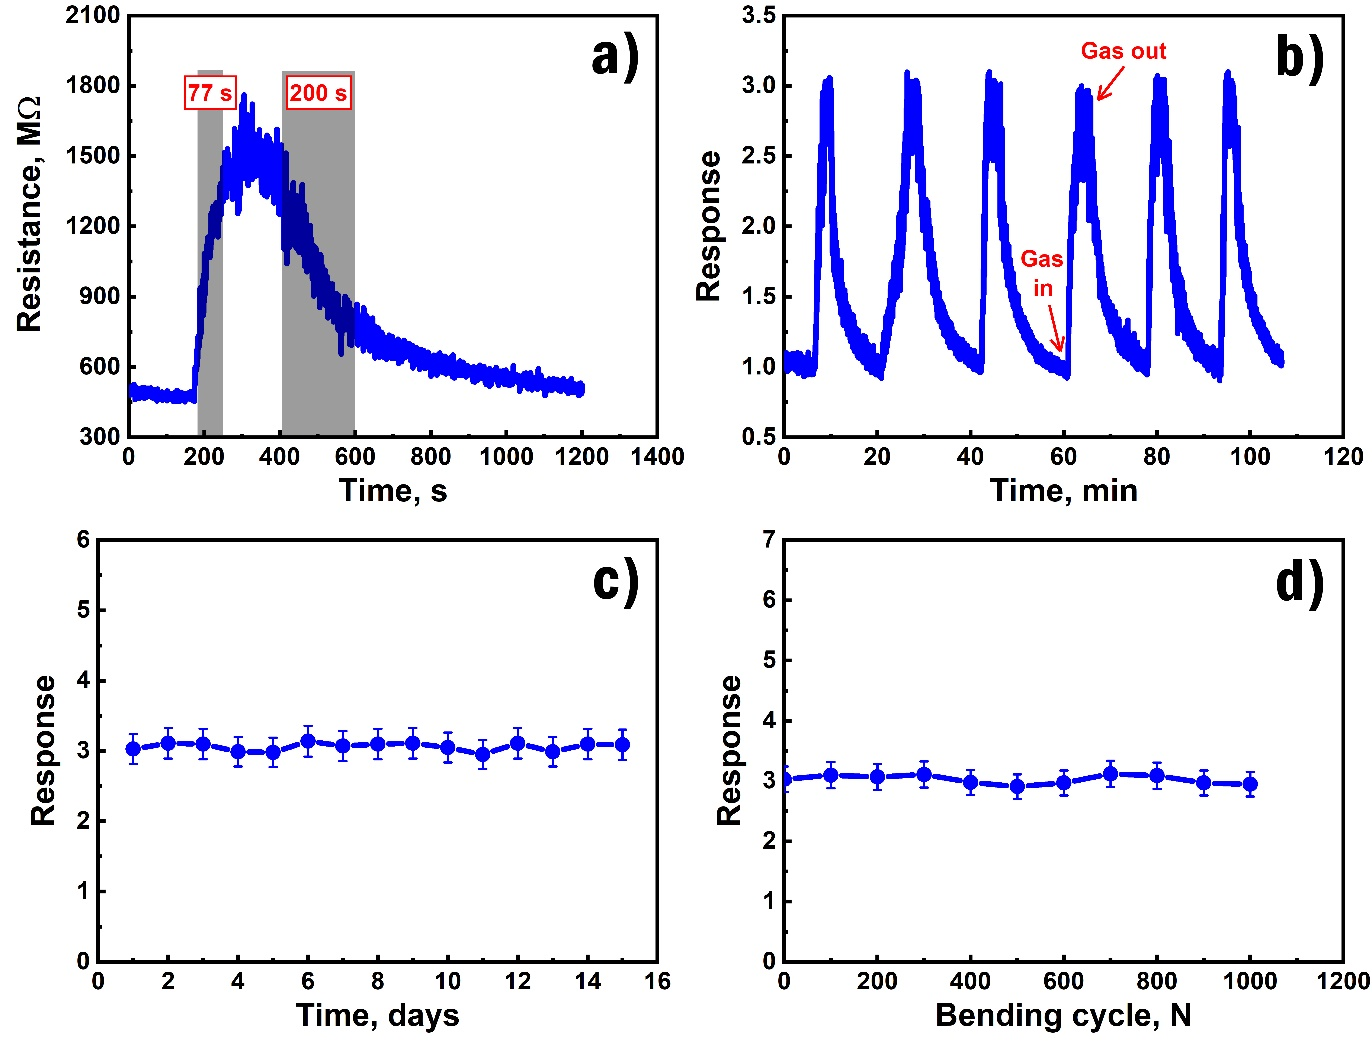 a)
2100
1800
1500
1200
900
600
300
Resistance, MΩ
77 s
200 s
0 200 400 600 800 1000 1200 1400
Time, s
b)
3.5
3.0
2.5
2.0
1.5
1.0
0.5
Response
Gas out
Gas
in
0 20 40 60 80 100 120
Time, min
c)
6
5
4
3
2
1
0
Response
0 2 4 6 8 10 12 14 16
Time, days
d)
7
6
5
4
3
2
1
0
Response
0 200 400 600 800 1000 1200
Bending cycle, N